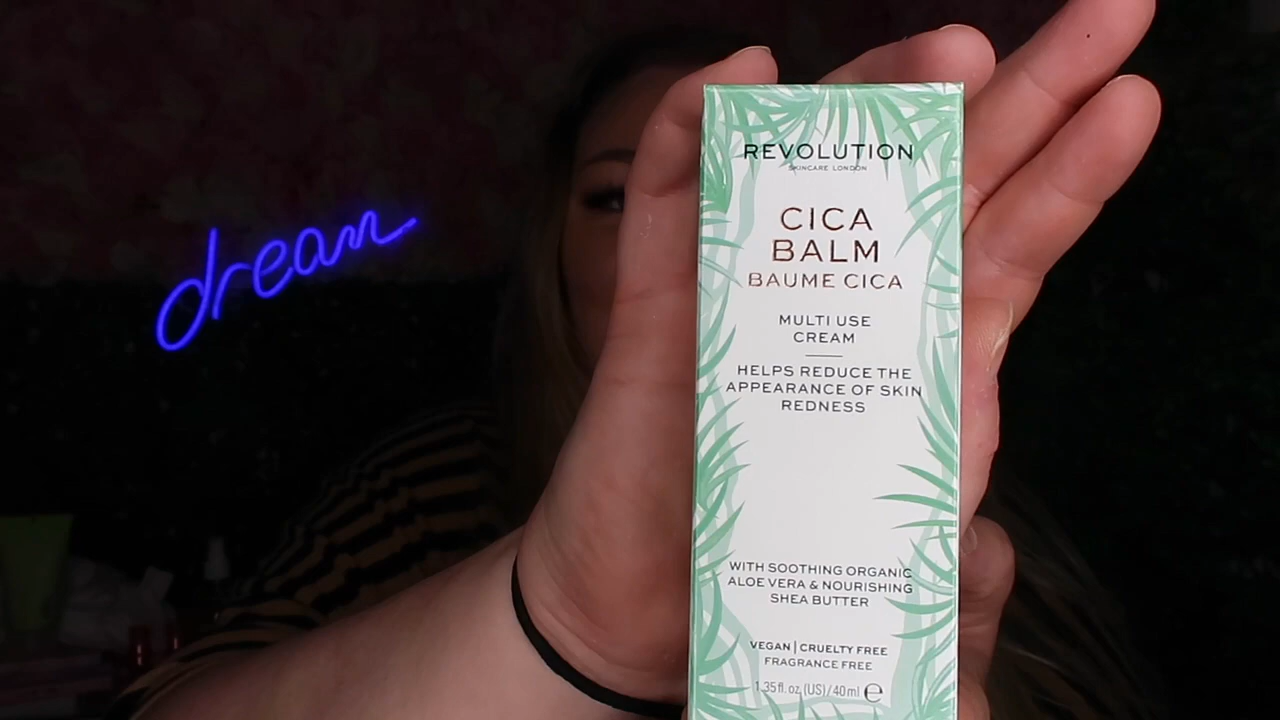 dream
REVOLUTION
SKINCARE LONDON
CICA
BALM
BAUME CICA
MULTI USE
CREAM
HELPS REDUCE THE
APPEARANCE OF SKIN
REDNESS
WITH SOOTHING ORGANIC
ALOE VERA & NOURISHING
SHEA BUTTER
VEGAN | CRUELTY FREE
FRAGRANCE FREE
1.35 fl. oz. (US) / 40 ml ℮